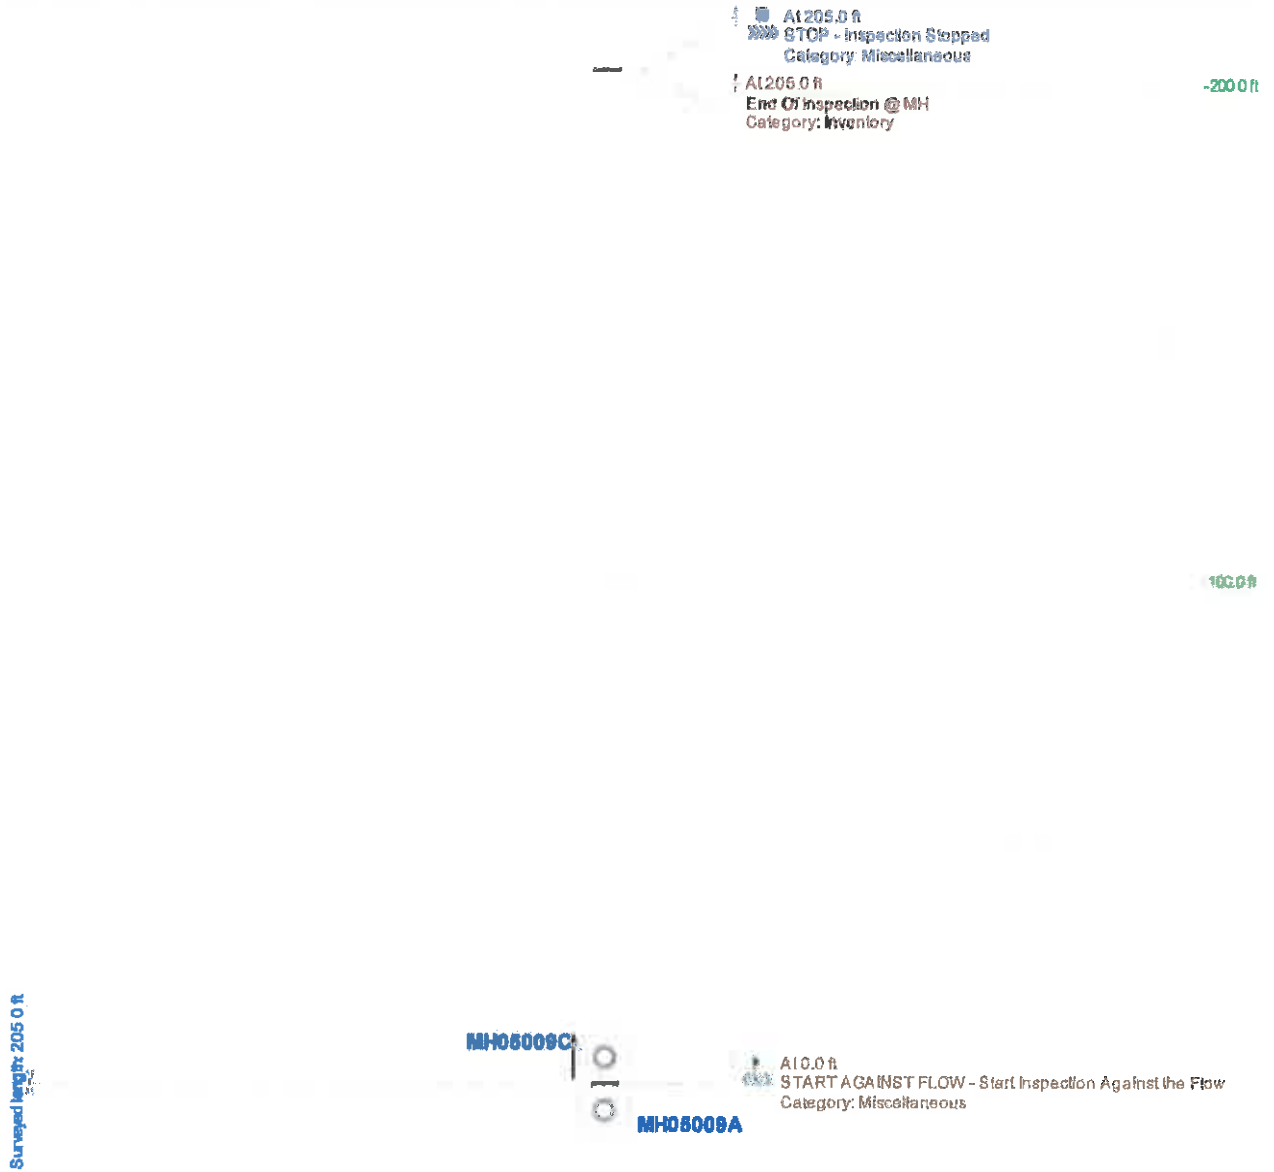 At 205.0 ft
STOP - Inspection Stopped
Category: Miscellaneous
At 205.0 ft
End Of Inspection @ MH
Category: Inventory
-200.0 ft
100.0 ft
Surveyed length: 205.0 ft
MH05009C
At 0.0 ft
START AGAINST FLOW - Start Inspection Against the Flow
Category: Miscellaneous
MH05009A